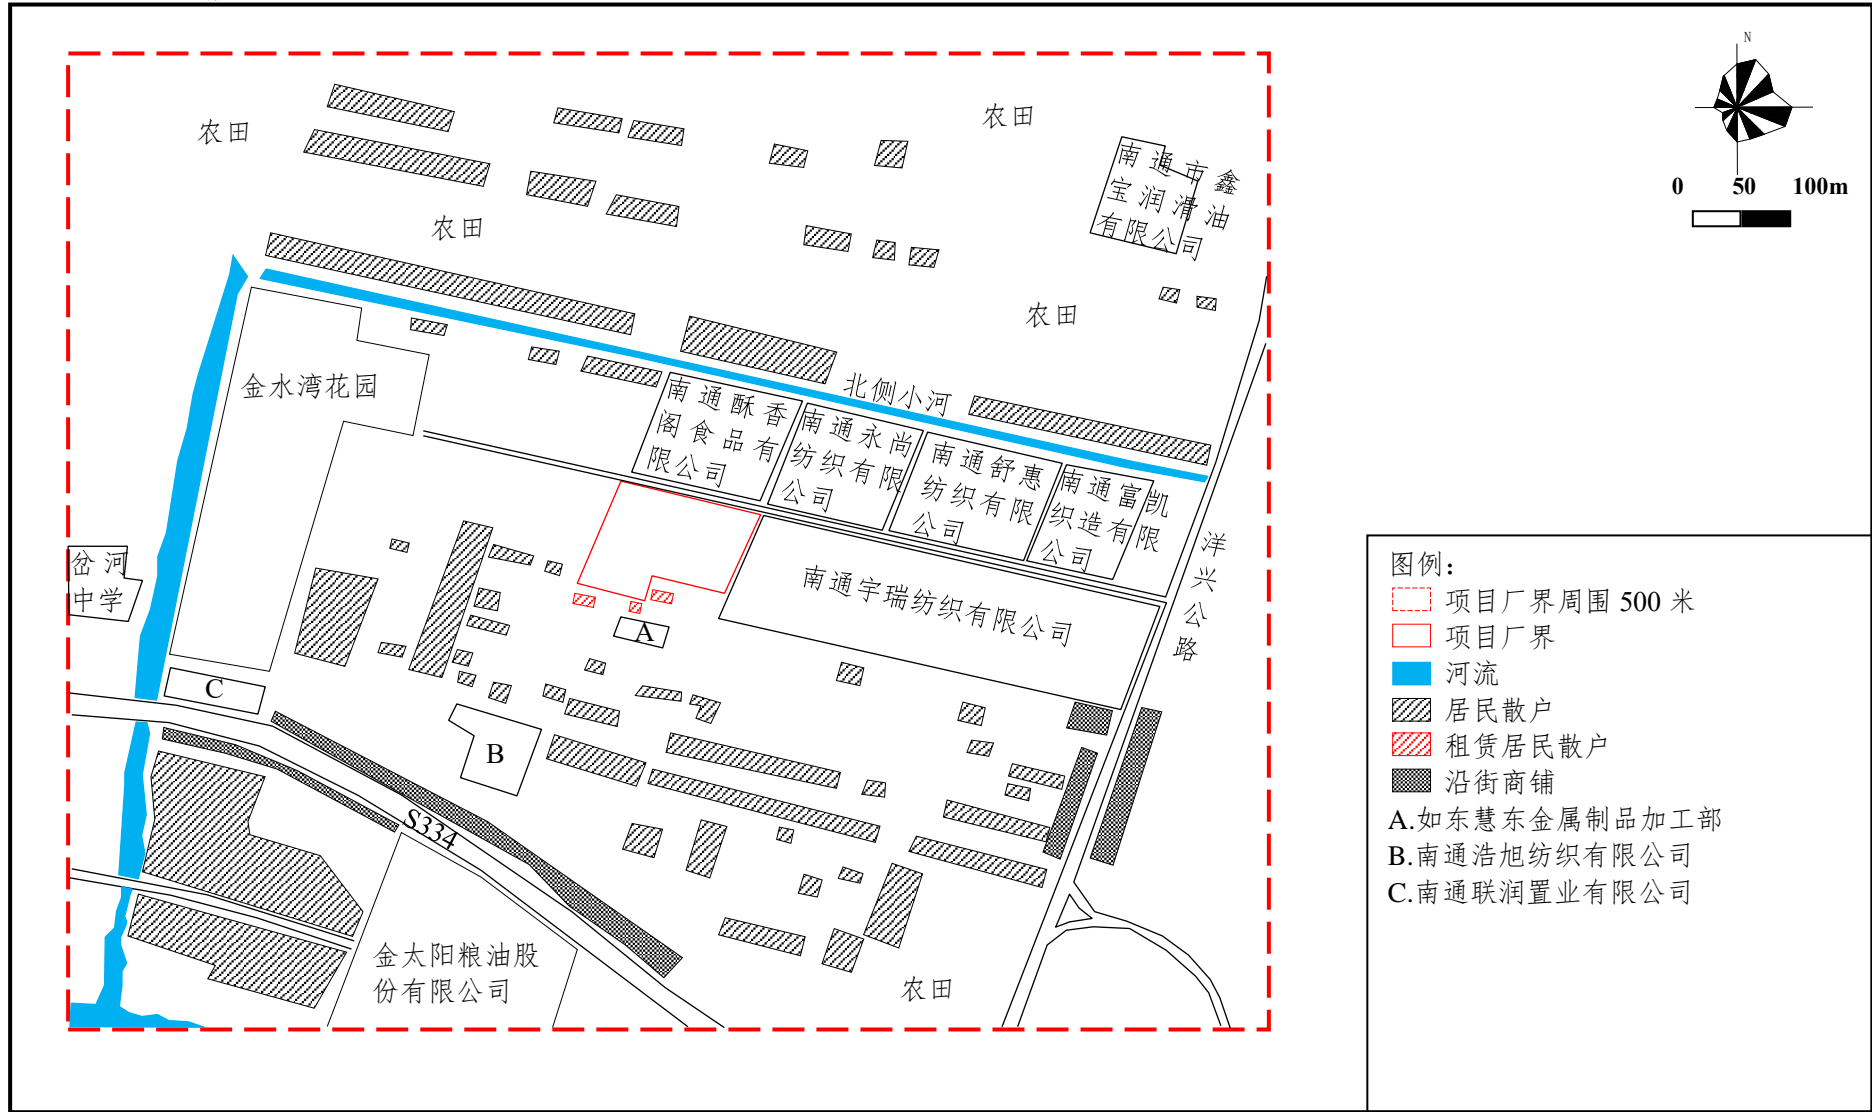 N
0 50 100m
农田
农田
农田
农田
南通市鑫
宝润滑油
有限公司
金水湾花园
北侧小河
南通酥香
阁食品有
限公司
南通永尚
纺织有限
公司
南通舒惠
纺织有限
公司
南通富凯
织造有限
公司
洋兴公路
岔河
中学
南通宇瑞纺织有限公司
A
C
B
S334
金太阳粮油股
份有限公司
农田
图例:
项目厂界周围 500 米
项目厂界
河流
居民散户
租赁居民散户
沿街商铺
A.如东慧东金属制品加工部
B.南通浩旭纺织有限公司
C.南通联润置业有限公司